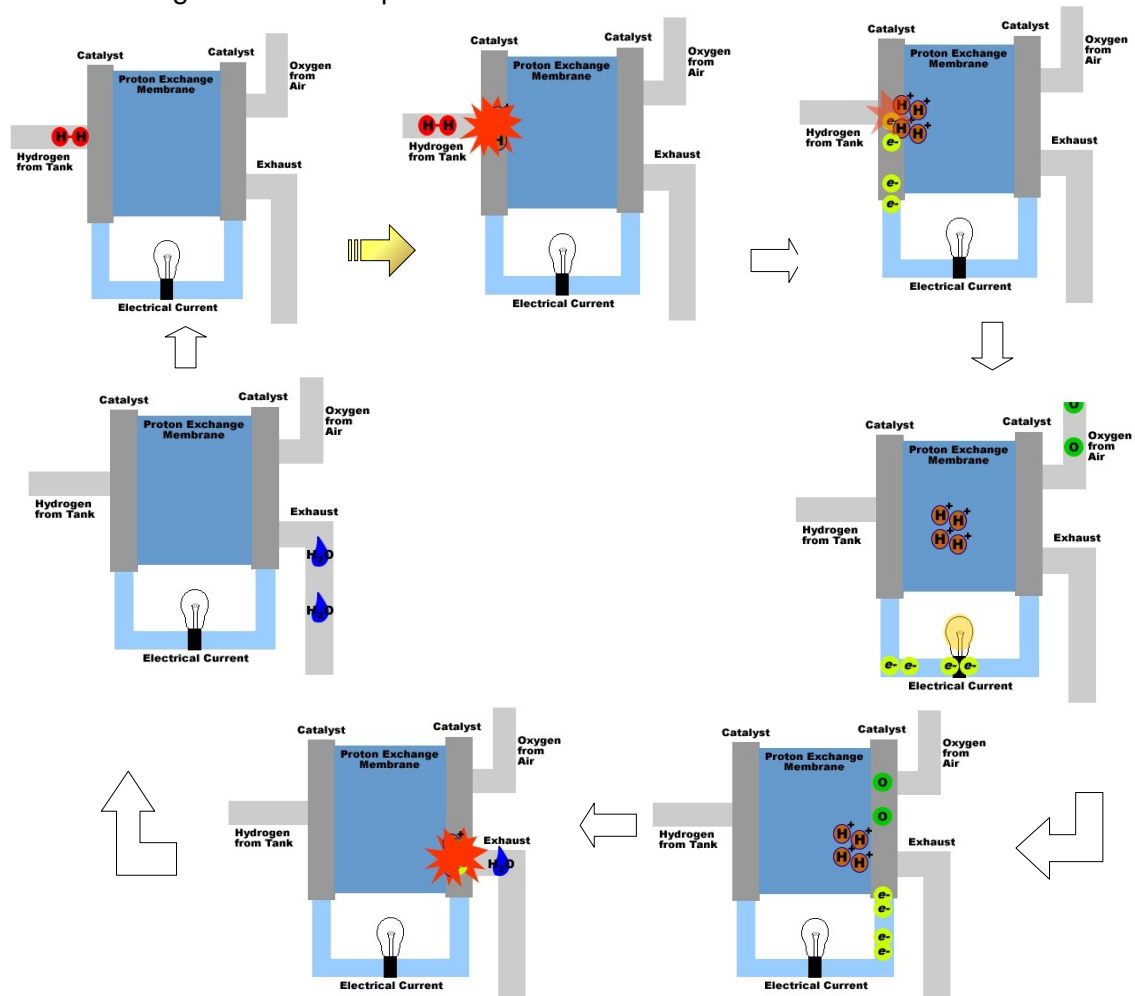 Catalyst
Catalyst
Oxygen
from
Air
Proton Exchange
Membrane
H-H
Hydrogen
from Tank
Exhaust
Electrical Current
Catalyst
Catalyst
Oxygen
from
Air
Proton Exchange
Membrane
H-H
Hydrogen
from Tank
Exhaust
Electrical Current
Catalyst
Catalyst
Oxygen
from
Air
Proton Exchange
Membrane
H+
H+
e-
H+
H+
e-
Hydrogen
from Tank
Exhaust
e-
e-
Electrical Current
Catalyst
Catalyst
O
O
Oxygen
from
Air
Proton Exchange
Membrane
H+
H+
H+
H+
Hydrogen
from Tank
Exhaust
e-
e-
e-
e-
Electrical Current
Catalyst
Catalyst
Oxygen
from
Air
Proton Exchange
Membrane
O
O
H+
H+
H+
H+
Hydrogen
from Tank
Exhaust
e-
e-
e-
e-
Electrical Current
Catalyst
Catalyst
Oxygen
from
Air
Proton Exchange
Membrane
Hydrogen
from Tank
Exhaust
H2O
Electrical Current
Catalyst
Catalyst
Oxygen
from
Air
Proton Exchange
Membrane
Hydrogen
from Tank
Exhaust
H2O
H2O
Electrical Current